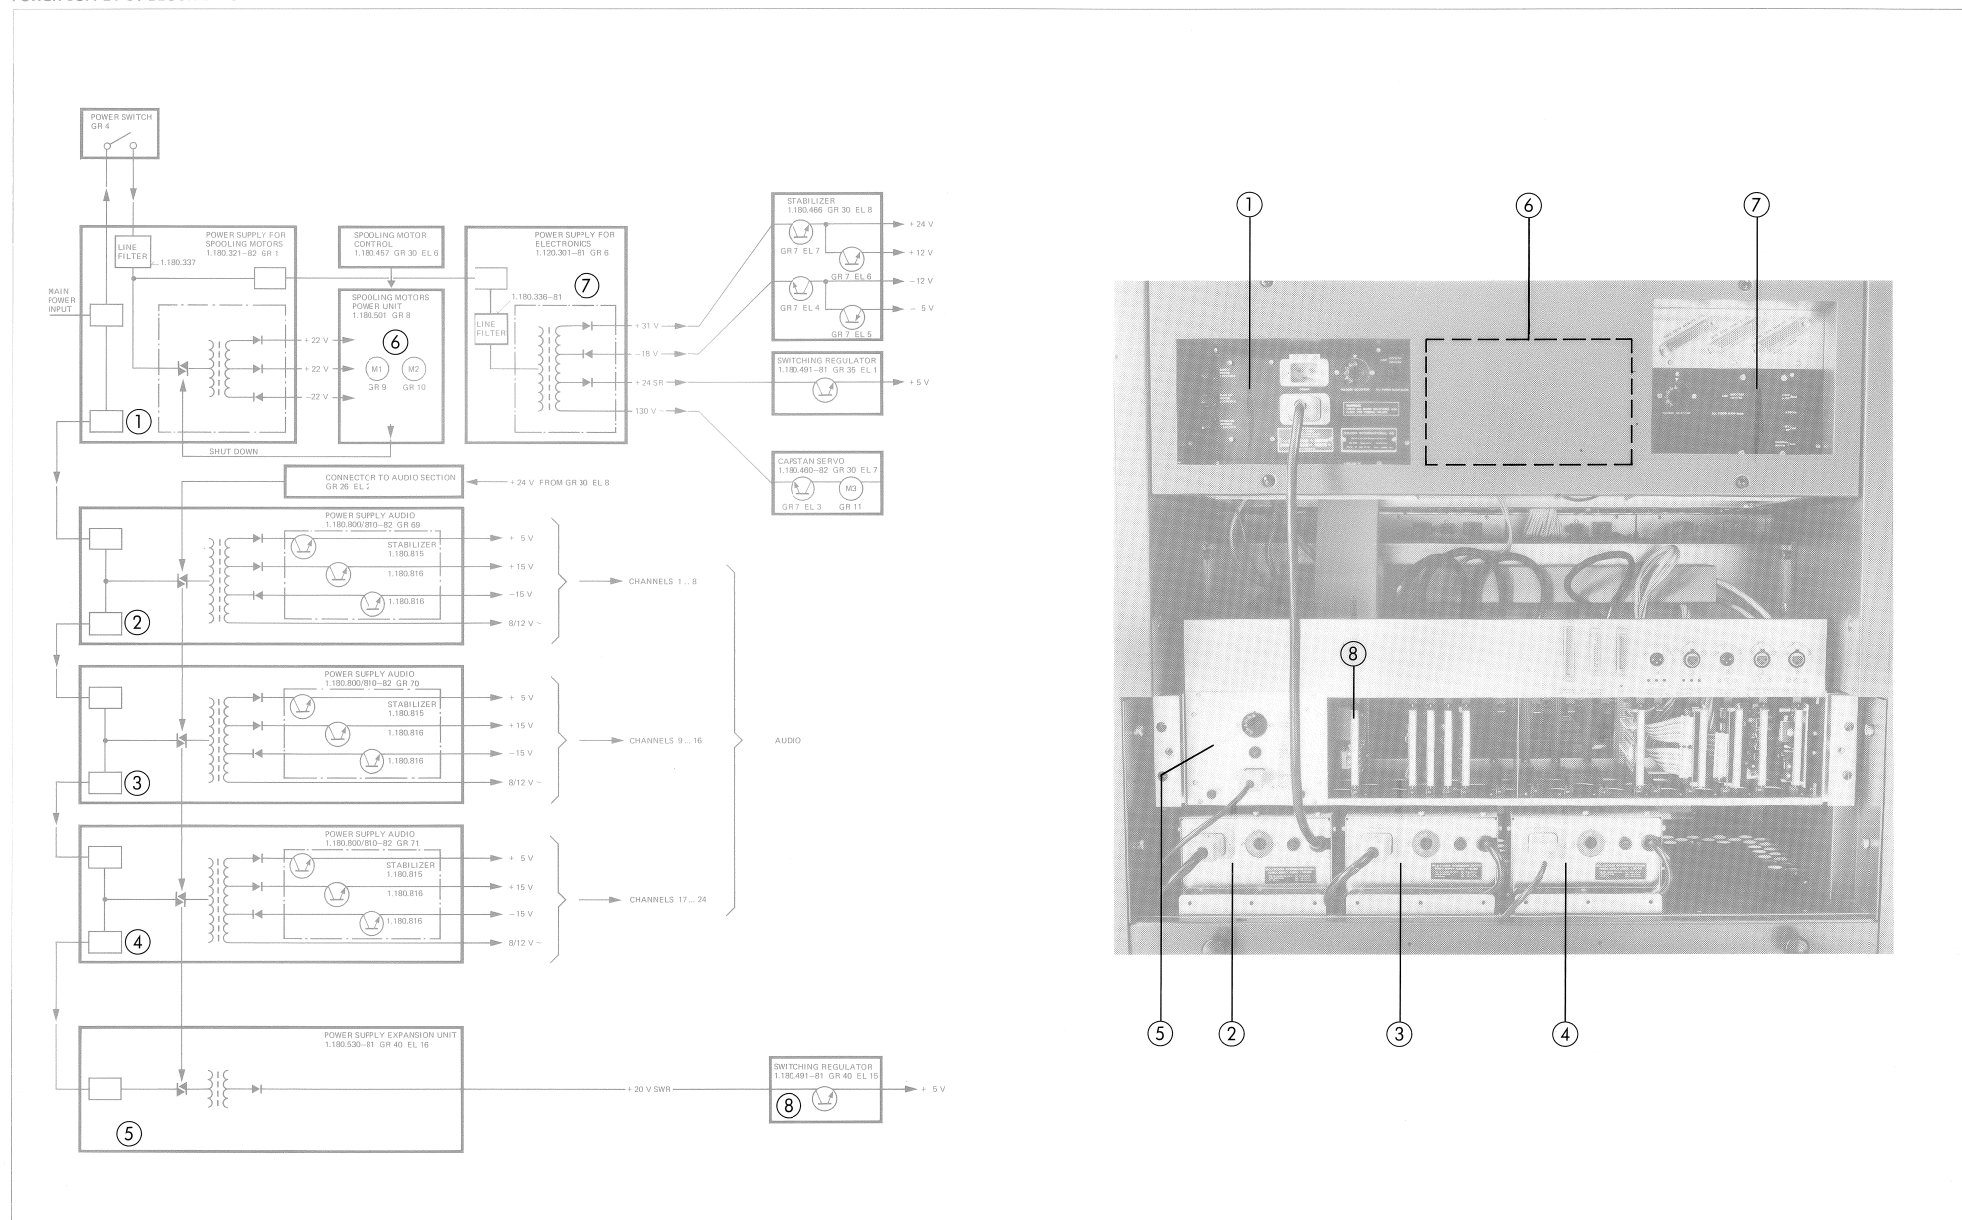 POWER SWITCH
GR 4
POWER SUPPLY FOR
SPOOLING MOTORS
1.180.321–82 GR 1
LINE
FILTER
1.180.337
MAIN
POWER
INPUT
+ 22 V
+ 22 V
–22 V
①
SHUT DOWN
SPOOLING MOTOR
CONTROL
1.180.457 GR 30 EL 6
SPOOLING MOTORS
POWER UNIT
1.180.501 GR 8
⑥
M1
M2
GR 9
GR 10
POWER SUPPLY FOR
ELECTRONICS
1.120.301–81 GR 6
⑦
1.180.336–81
LINE
FILTER
+ 31 V
–18 V
+ 24 SR
130 V ~
STABILIZER
1.180.466 GR 30 EL 8
+ 24 V
GR 7 EL 7
+ 12 V
GR 7 EL 6
– 12 V
GR 7 EL 4
– 5 V
GR 7 EL 5
SWITCHING REGULATOR
1.180.491–81 GR 35 EL 1
+ 5 V
CAPSTAN SERVO
1.180.460–82 GR 30 EL 7
M3
GR 7 EL 3
GR 11
CONNECTOR TO AUDIO SECTION
GR 26 EL 2
+ 24 V FROM GR 30 EL 8
POWER SUPPLY AUDIO
1.180.800/810–82 GR 69
STABILIZER
1.180.815
1.180.816
1.180.816
+ 5 V
+ 15 V
–15 V
8/12 V ~
②
CHANNELS 1 ... 8
POWER SUPPLY AUDIO
1.180.800/810–82 GR 70
STABILIZER
1.180.815
1.180.816
1.180.816
+ 5 V
+ 15 V
–15 V
8/12 V ~
③
CHANNELS 9 ... 16
AUDIO
POWER SUPPLY AUDIO
1.180.800/810–82 GR 71
STABILIZER
1.180.815
1.180.816
1.180.816
+ 5 V
+ 15 V
–15 V
8/12 V ~
④
CHANNELS 17 ... 24
POWER SUPPLY EXPANSION UNIT
1.180.530–81 GR 40 EL 16
⑤
+ 20 V SWR
SWITCHING REGULATOR
1.180.491–81 GR 40 EL 15
⑧
+ 5 V
① ⑥ ⑦
⑧
⑤ ② ③ ④